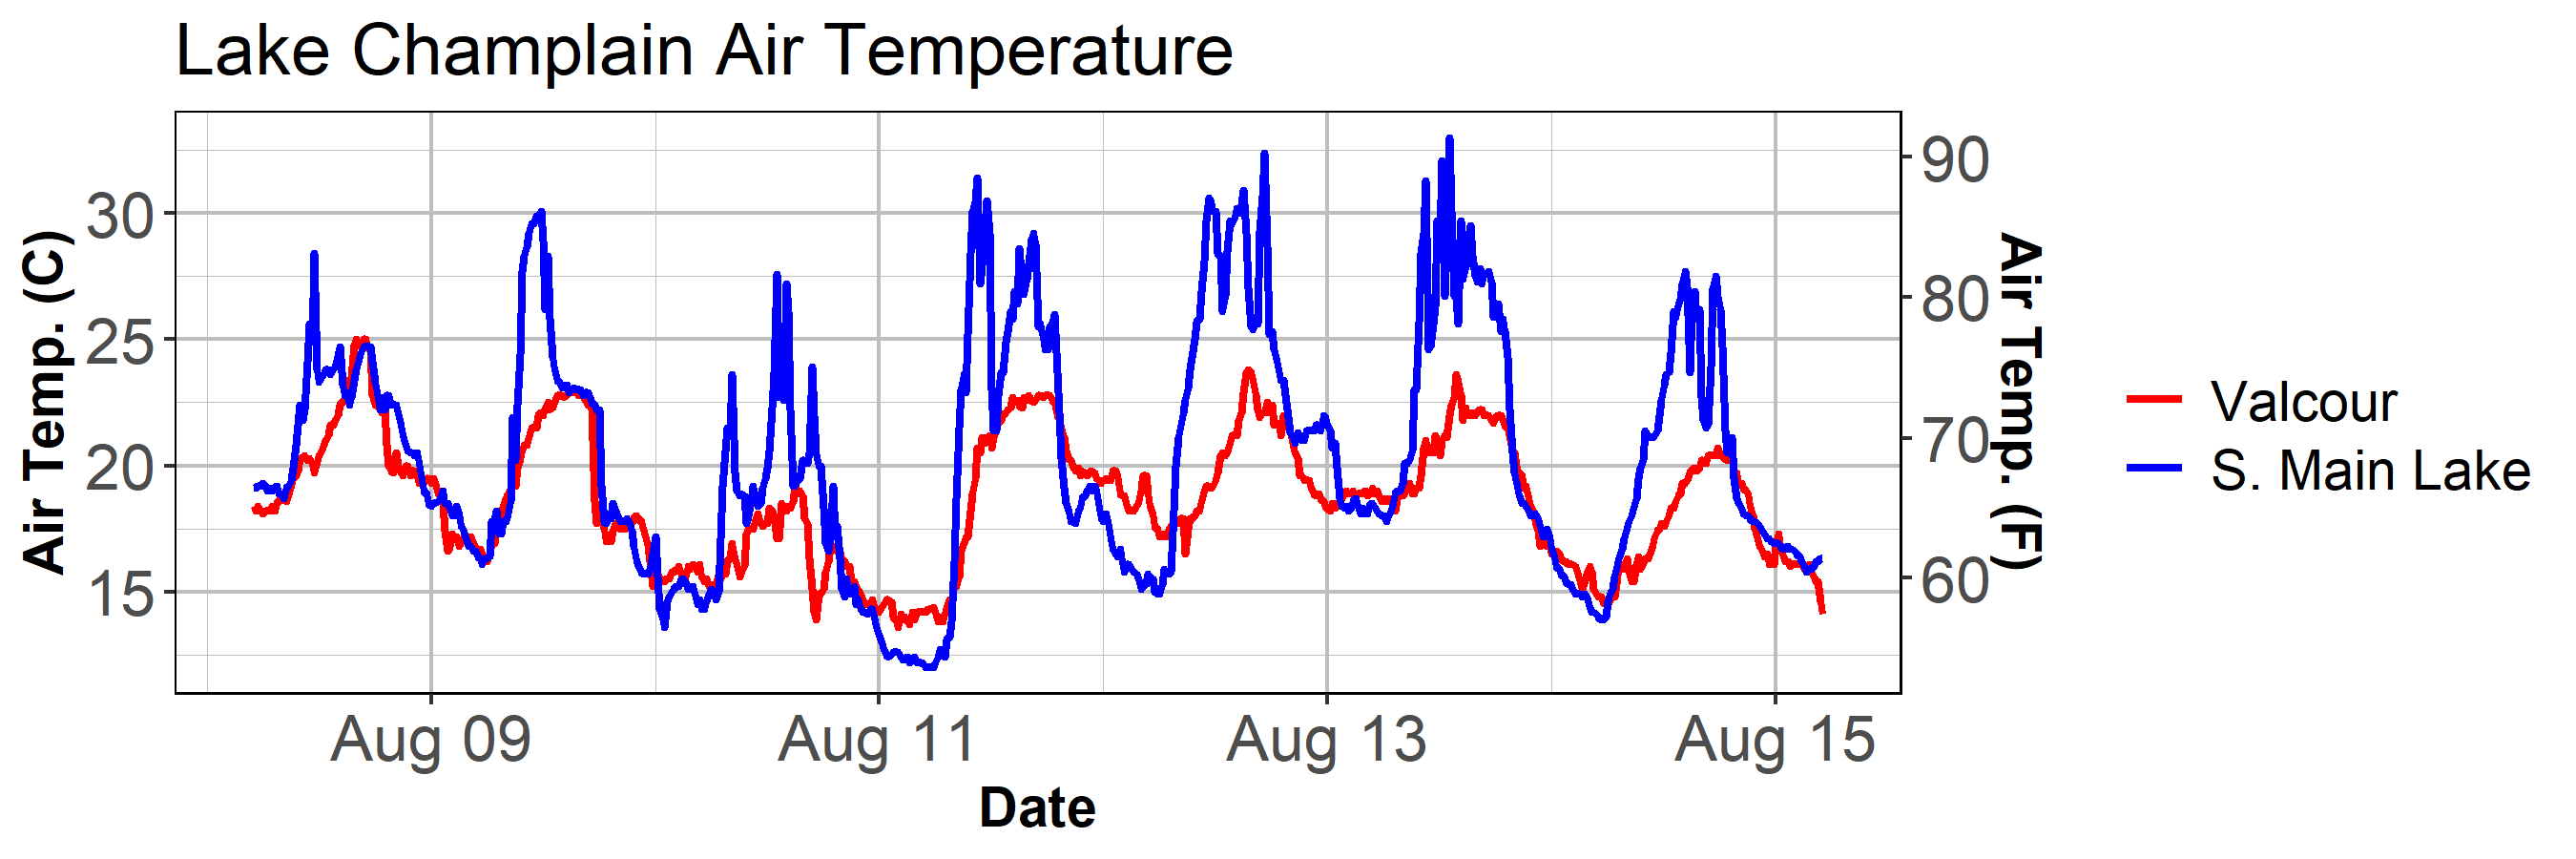 Lake Champlain Air Temperature
Air Temp. (C)
30
25
20
15
90
80
70
60
Air Temp. (F)
Aug 09
Aug 11
Aug 13
Aug 15
Date
Valcour
S. Main Lake